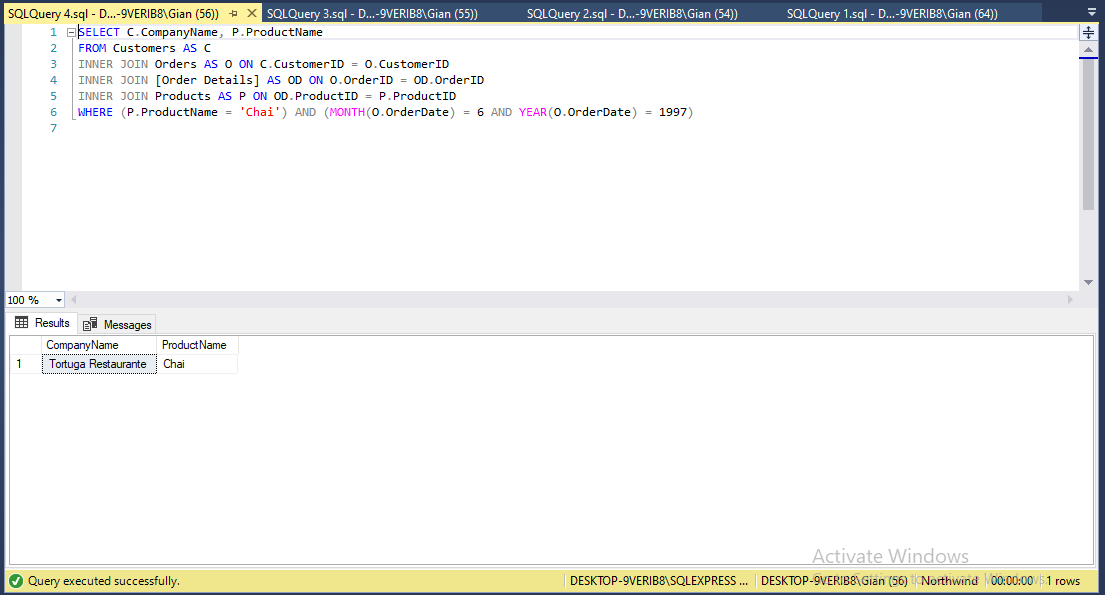 SQLQuery 4.sql - D...-9VERIB8\Gian (56)) SQLQuery 3.sql - D...-9VERIB8\Gian (55)) SQLQuery 2.sql - D...-9VERIB8\Gian (54)) SQLQuery 1.sql - D...-9VERIB8\Gian (64))
1 SELECT C.CompanyName, P.ProductName
2 FROM Customers AS C
3 INNER JOIN Orders AS O ON C.CustomerID = O.CustomerID
4 INNER JOIN [Order Details] AS OD ON O.OrderID = OD.OrderID
5 INNER JOIN Products AS P ON OD.ProductID = P.ProductID
6 WHERE (P.ProductName = 'Chai') AND (MONTH(O.OrderDate) = 6 AND YEAR(O.OrderDate) = 1997)
7
100 %
Results Messages
CompanyName ProductName
1 Tortuga Restaurante Chai
Activate Windows
Query executed successfully. DESKTOP-9VERIB8\SQLEXPRESS ... DESKTOP-9VERIB8\Gian (56) Northwind 00:00:00 1 rows